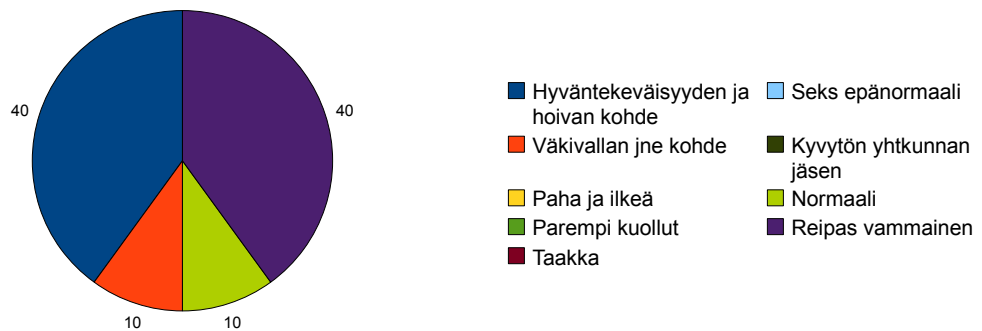 40
40
10
10
Hyväntekeväisyyden ja
hoivan kohde
Väkivallan jne kohde
Paha ja ilkeä
Parempi kuollut
Taakka
Seks epänormaali
Kyvytön yhtkunnan
jäsen
Normaali
Reipas vammainen